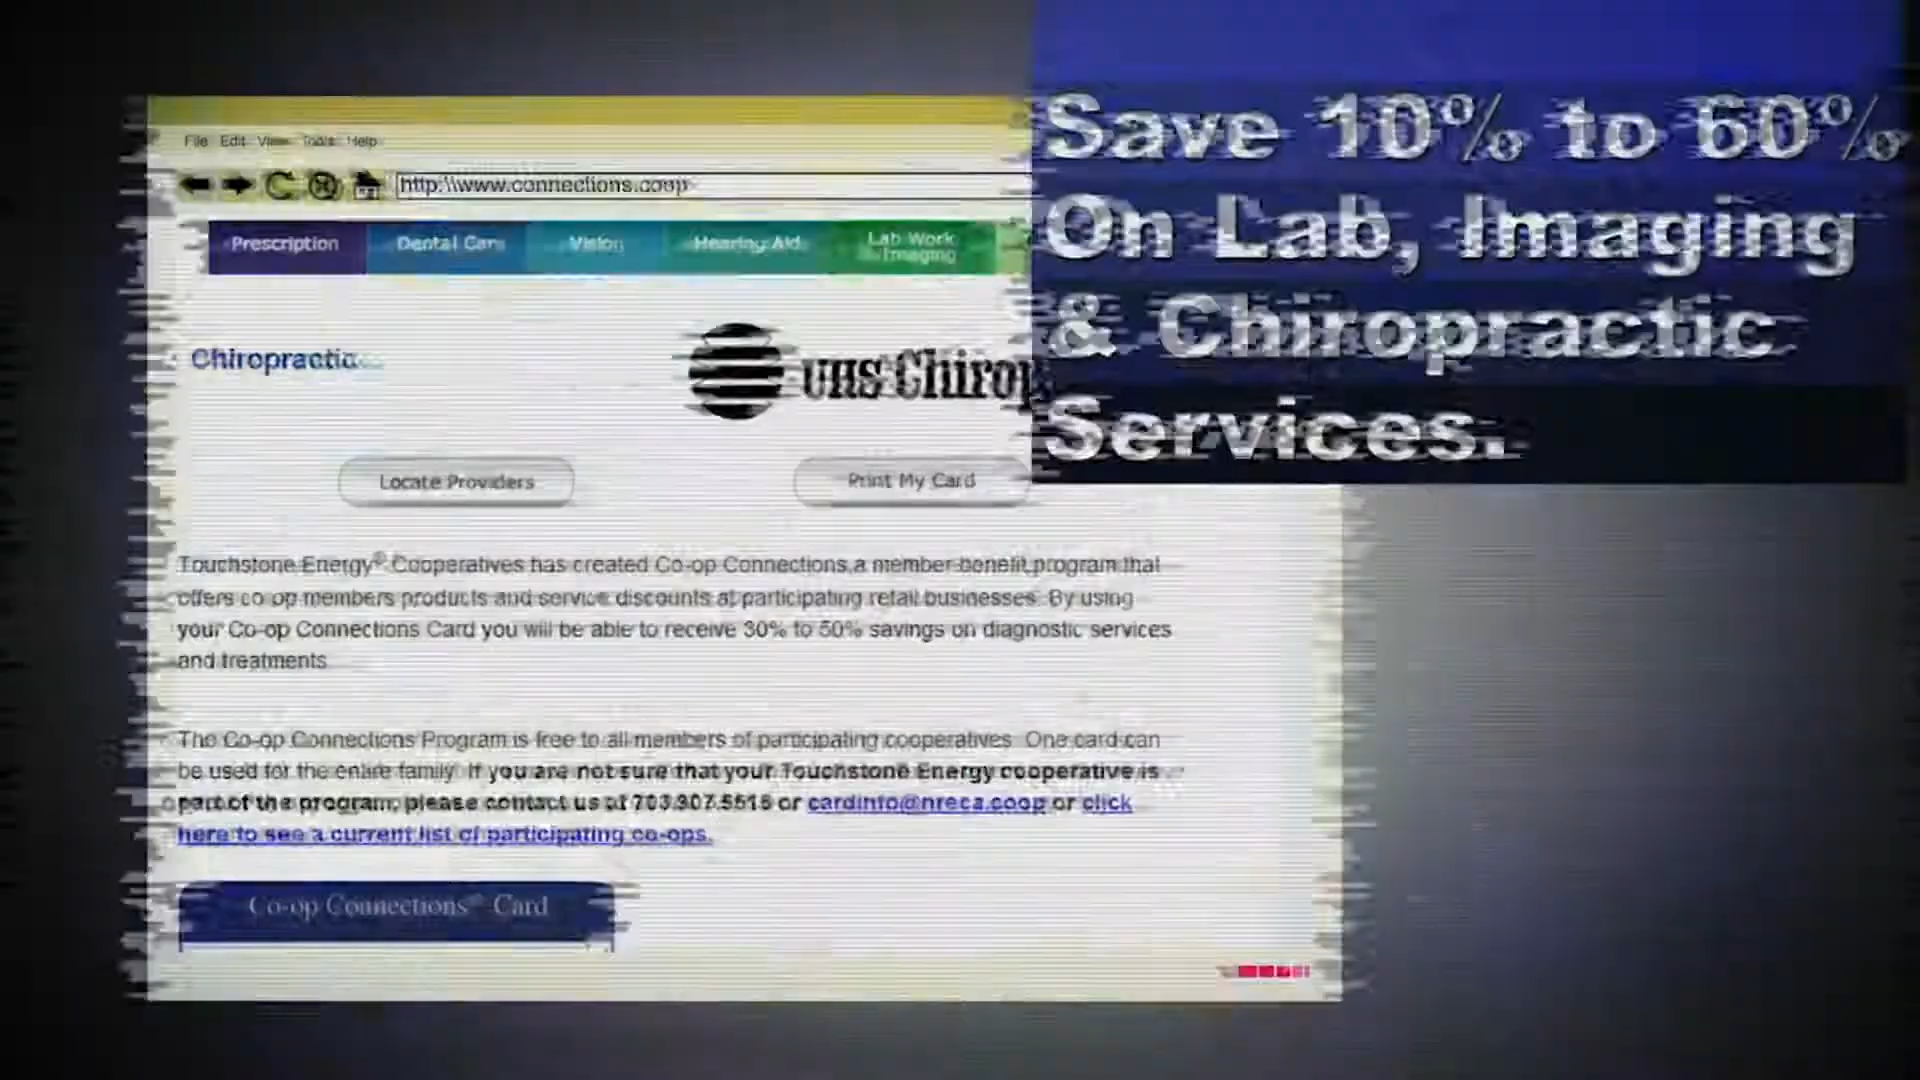 Save 10% to 60%
On Lab, Imaging
& Chiropractic
Services.
File Edit View Tools Help
http:\\www.connections.coop
Prescription Dental Care Vision Hearing Aid Lab Work & Imaging
Chiropractic
UHS Chirop
Locate Providers Print My Card
Touchstone Energy® Cooperatives has created Co-op Connections,a member benefit program that
offers co op members products and service discounts at participating retail businesses. By using
your Co-op Connections Card you will be able to receive 30% to 50% savings on diagnostic services
and treatments
The Co-op Connections Program is free to all members of participating cooperatives. One card can
be used for the entire family. If you are not sure that your Touchstone Energy cooperative is
part of the program, please contact us at or cardinfo@nreca.coop or click
here to see a current list of participating co-ops.
Co-op Connections® Card